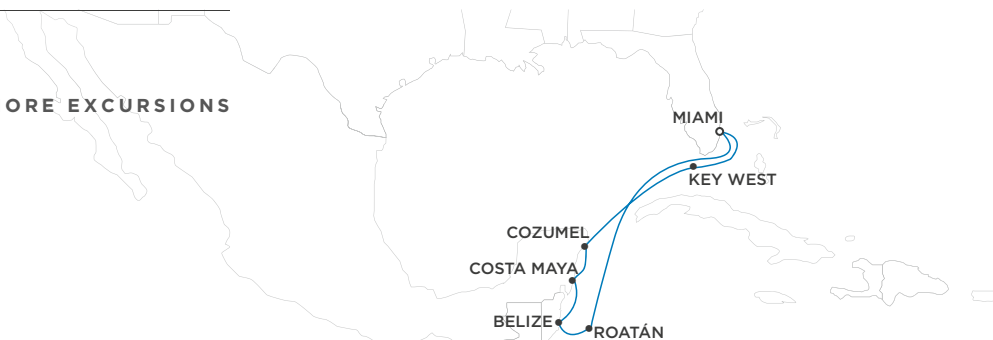 ORE EXCURSIONS
MIAMI
KEY WEST
COZUMEL
COSTA MAYA
BELIZE
ROATÁN